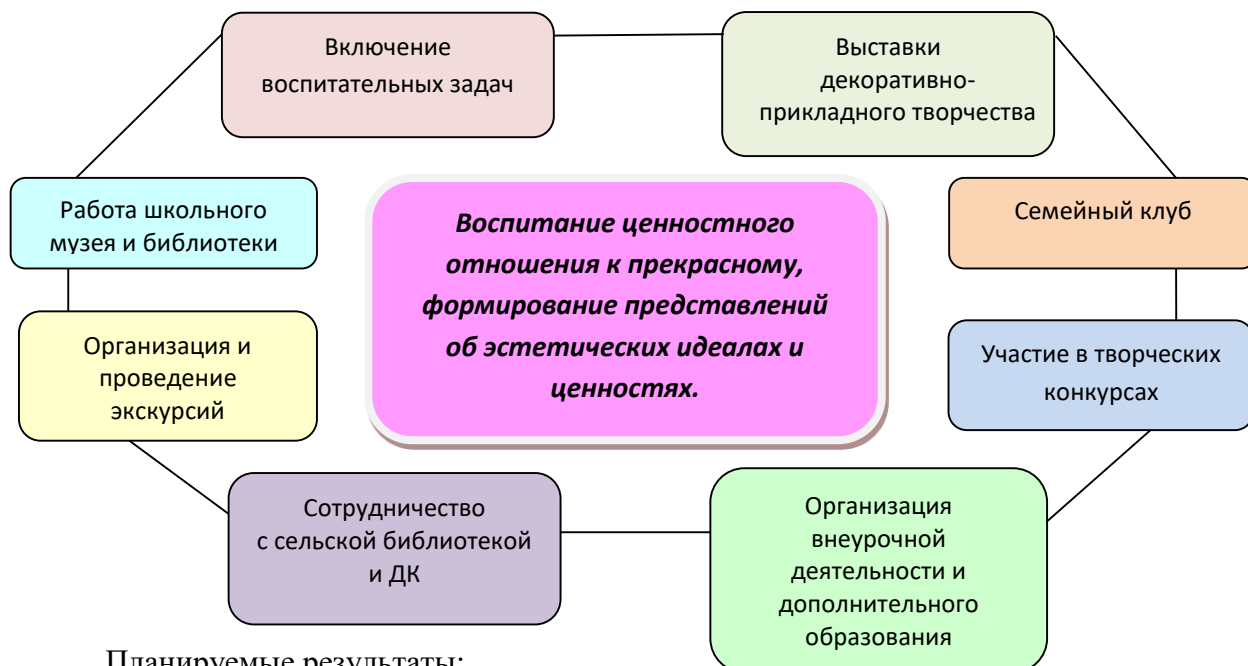 Включение
воспитательных задач
Выставки
декоративно-
прикладного творчества
Работа школьного
музея и библиотеки
Воспитание ценностного
отношения к прекрасному,
формирование представлений
об эстетических идеалах и
ценностях.
Семейный клуб
Организация и
проведение
экскурсий
Участие в творческих
конкурсах
Сотрудничество
с сельской библиотекой
и ДК
Организация
внеурочной
деятельности и
дополнительного
образования
Планируемые результаты: